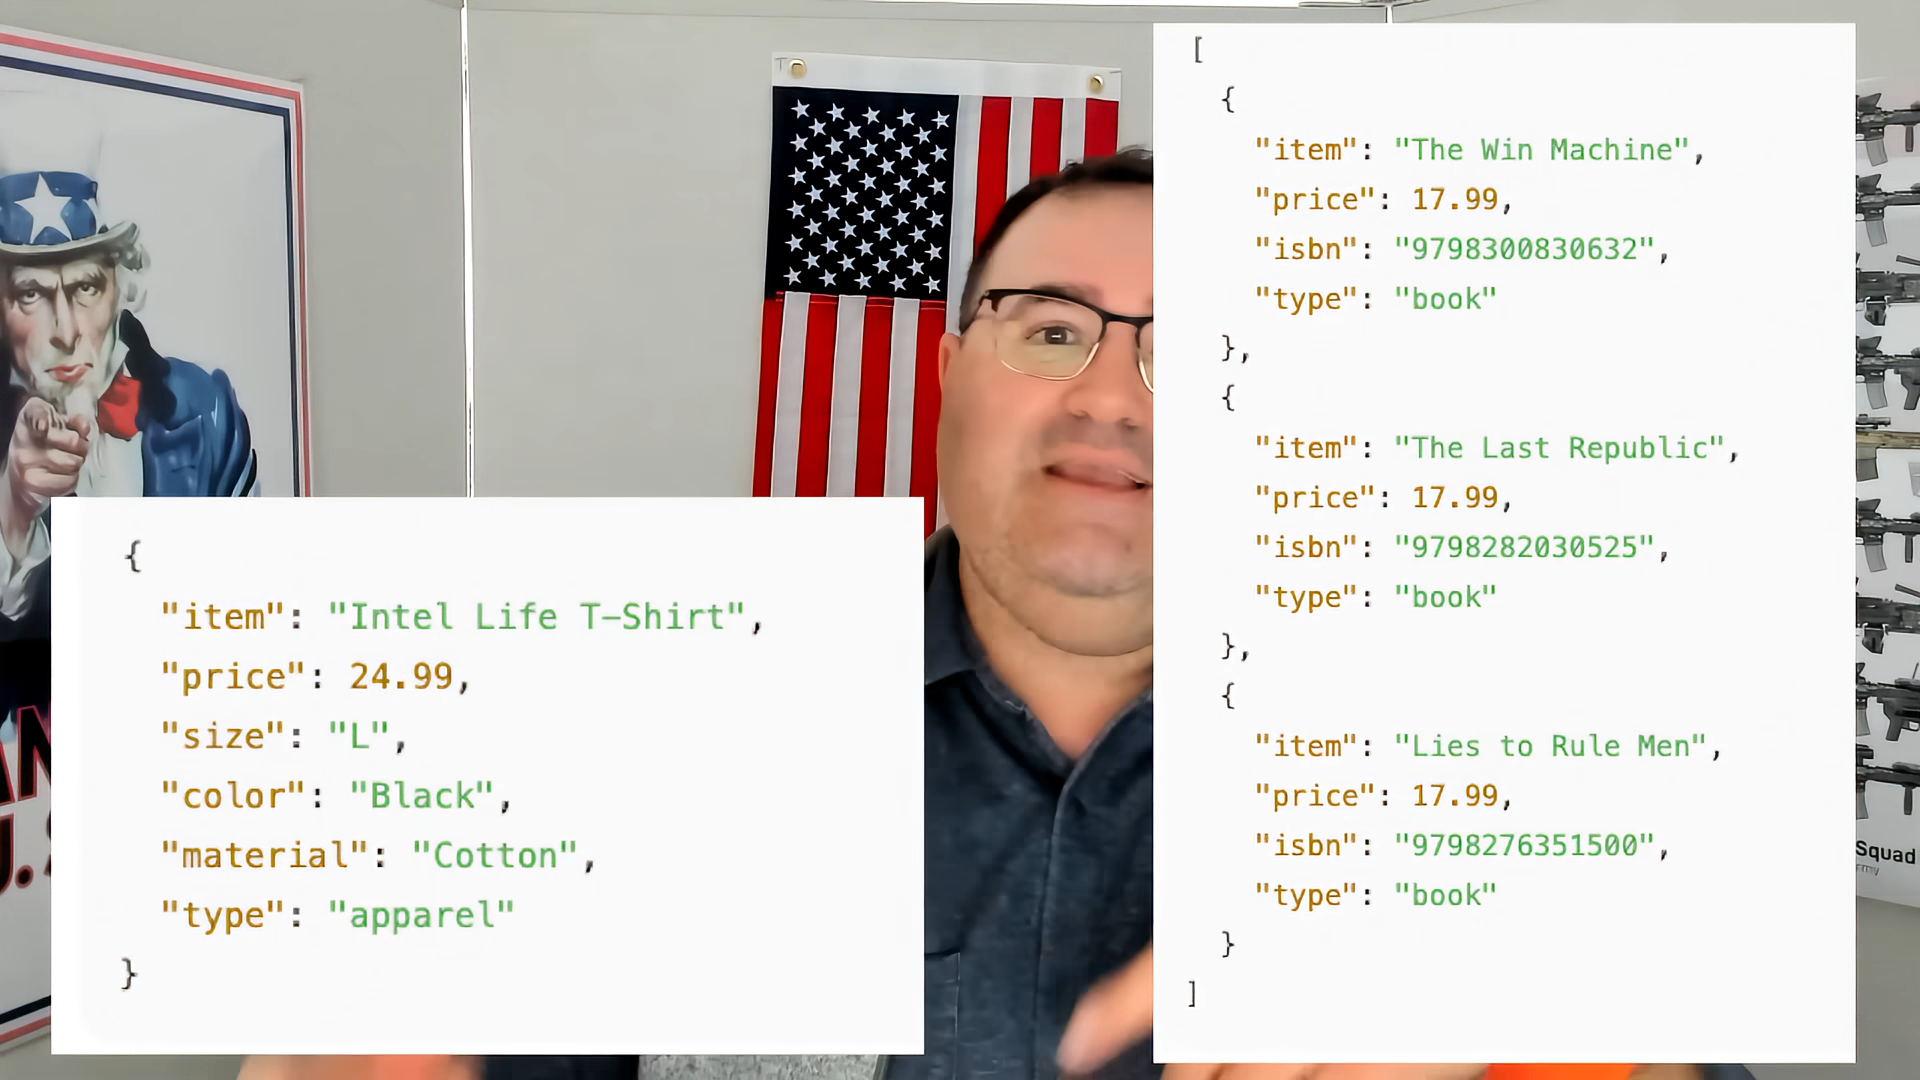 {
"item": "Intel Life T-Shirt",
"price": 24.99,
"size": "L",
"color": "Black",
"material": "Cotton",
"type": "apparel"
}
[
{
"item": "The Win Machine",
"price": 17.99,
"isbn": "9798300830632",
"type": "book"
},
{
"item": "The Last Republic",
"price": 17.99,
"isbn": "9798282030525",
"type": "book"
},
{
"item": "Lies to Rule Men",
"price": 17.99,
"isbn": "9798276351500",
"type": "book"
}
]
Squad